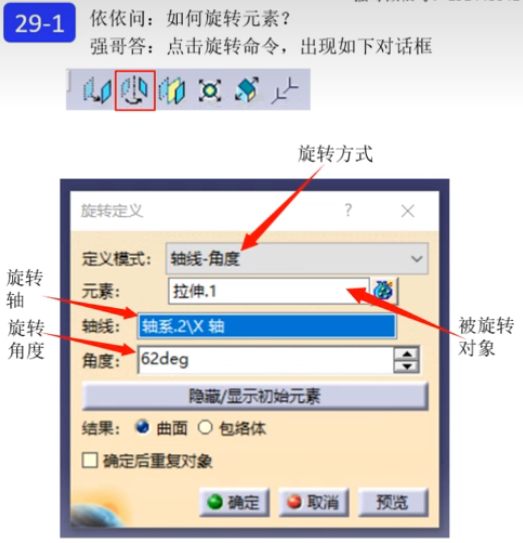 29-1
依依问：如何旋转元素？
强哥答：点击旋转命令，出现如下对话框
旋转方式
旋转定义
?
定义模式：
轴线-角度
元素：
拉伸.1
旋转
轴
轴线：
轴系.2\X 轴
旋转
角度
被旋转
对象
角度：
62deg
隐藏/显示初始元素
结果：
曲面
包络体
确定后重复对象
确定
取消
预览